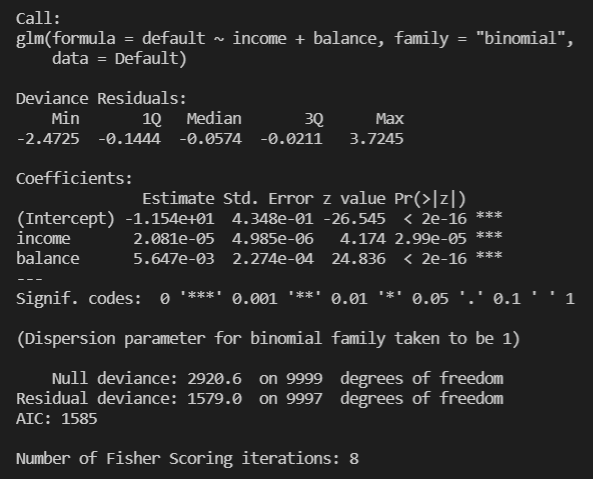 Call:
glm(formula = default ~ income + balance, family = "binomial",
    data = Default)
Deviance Residuals:
    Min       1Q   Median       3Q      Max
-2.4725  -0.1444  -0.0574  -0.0211   3.7245
Coefficients:
              Estimate Std. Error z value Pr(>|z|)
(Intercept) -1.154e+01  4.348e-01 -26.545  < 2e-16 ***
income       2.081e-05  4.985e-06   4.174 2.99e-05 ***
balance      5.647e-03  2.274e-04  24.836  < 2e-16 ***
---
Signif. codes:  0 '***' 0.001 '**' 0.01 '*' 0.05 '.' 0.1 ' ' 1
(Dispersion parameter for binomial family taken to be 1)
    Null deviance: 2920.6  on 9999  degrees of freedom
Residual deviance: 1579.0  on 9997  degrees of freedom
AIC: 1585
Number of Fisher Scoring iterations: 8